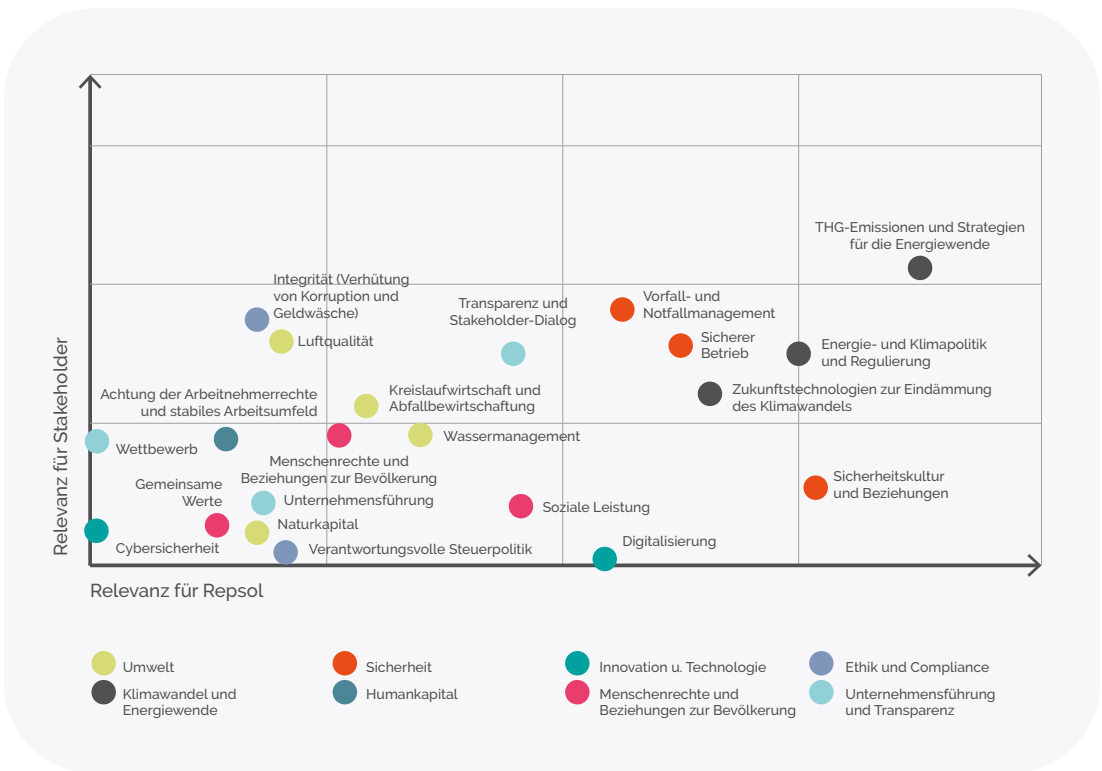 THG-Emissionen und Strategien
für die Energiewende
Integrität (Verhütung
von Korruption und
Geldwäsche)
Luftqualität
Transparenz und
Stakeholder-Dialog
Vorfall- und
Notfallmanagement
Sicherer
Betrieb
Energie- und Klimapolitik
und Regulierung
Zukunftstechnologien zur Eindämmung
des Klimawandels
Kreislaufwirtschaft und
Abfallbewirtschaftung
Achtung der Arbeitnehmerrechte
und stabiles Arbeitsumfeld
Wettbewerb
Wassermanagement
Menschenrechte und
Beziehungen zur Bevölkerung
Gemeinsame
Werte
Unternehmensführung
Soziale Leistung
Sicherheitskultur
und Beziehungen
Naturkapital
Cybersicherheit
Verantwortungsvolle Steuerpolitik
Digitalisierung
Relevanz für Stakeholder
Relevanz für Repsol
Umwelt
Klimawandel und
Energiewende
Sicherheit
Humankapital
Innovation u. Technologie
Menschenrechte und
Beziehungen zur Bevölkerung
Ethik und Compliance
Unternehmensführung
und Transparenz